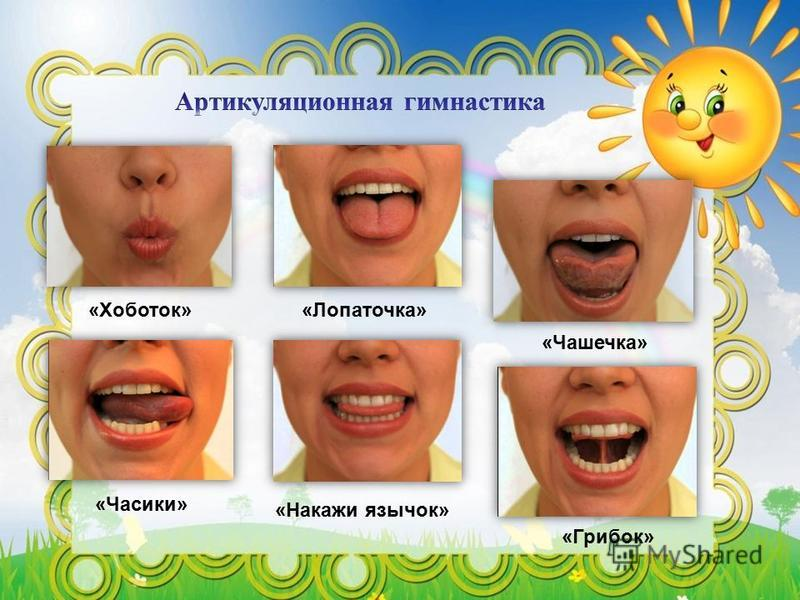 Артикуляционная гимнастика
«Хоботок»
«Лопаточка»
«Чашечка»
«Часики»
«Накажи язычок»
«Грибок»
MyShared